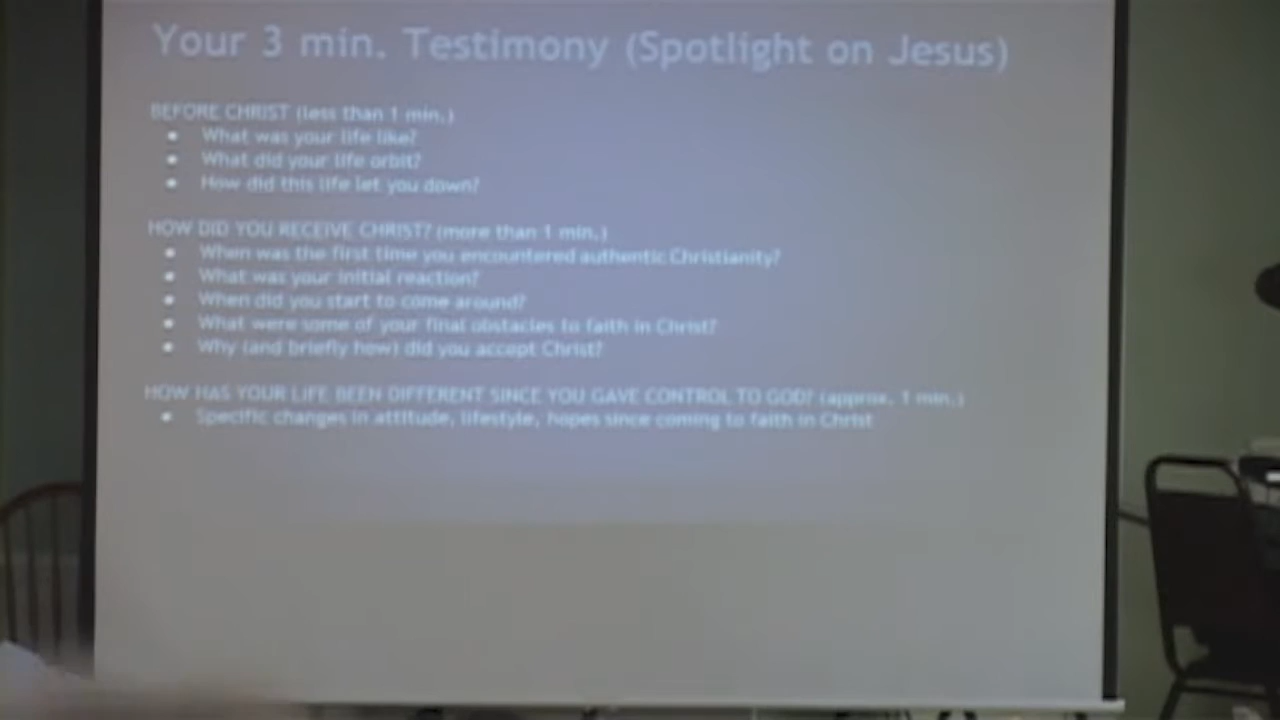 Your 3 min. Testimony (Spotlight on Jesus)
BEFORE CHRIST (less than 1 min.)
• What was your life like?
• What did your life orbit?
• How did this life let you down?
HOW DID YOU RECEIVE CHRIST? (more than 1 min.)
• When was the first time you encountered authentic Christianity?
• What was your initial reaction?
• When did you start to come around?
• What were some of your final obstacles to faith in Christ?
• Why (and briefly how) did you accept Christ?
HOW HAS YOUR LIFE BEEN DIFFERENT SINCE YOU GAVE CONTROL TO GOD? (approx. 1 min.)
• Specific changes in attitude, lifestyle, hopes since coming to faith in Christ